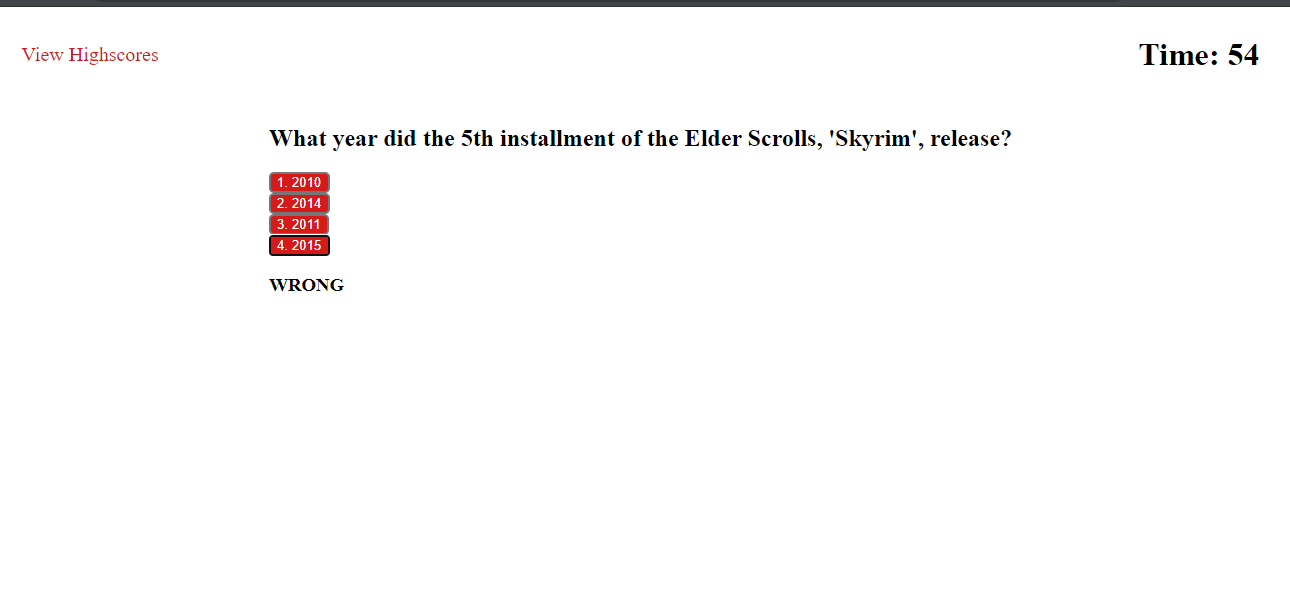 View Highscores
Time: 54
What year did the 5th installment of the Elder Scrolls, 'Skyrim', release?
1. 2010
2. 2014
3. 2011
4. 2015
WRONG